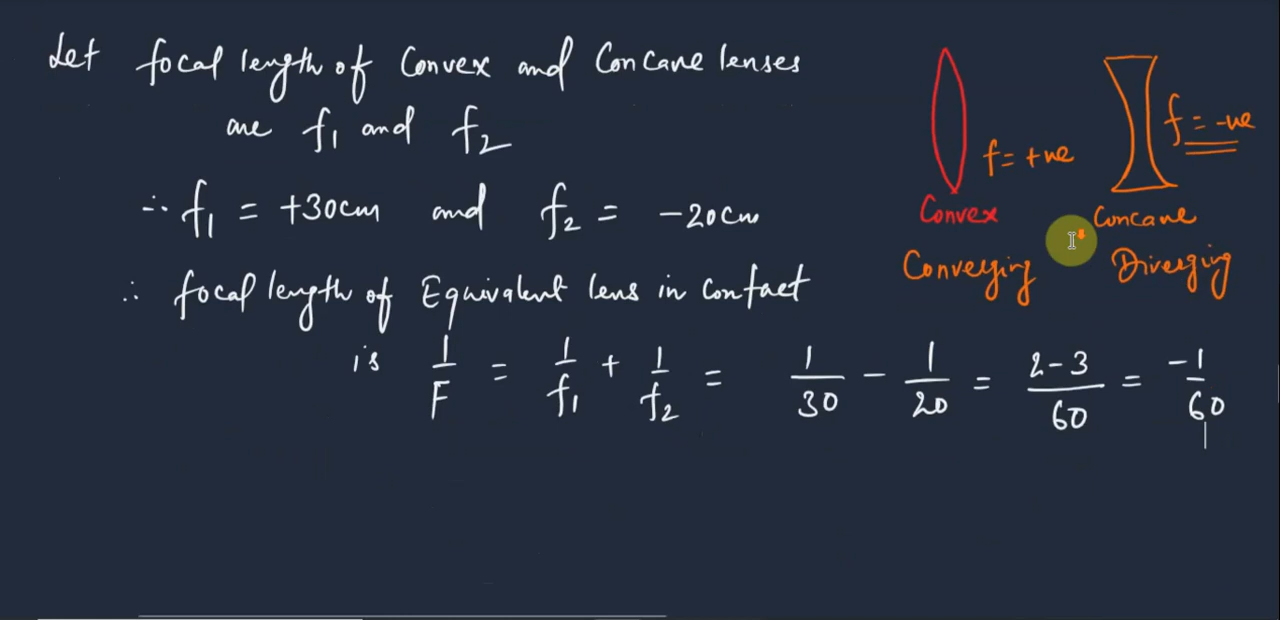 Let focal length of Convex and Concave lenses
are f₁ and f₂
∴ f₁ = +30cm and f₂ = -20cm
∴ focal length of Equivalent lens in contact
is 1/F = 1/f₁ + 1/f₂ = 1/30 - 1/20 = 2-3/60 = -1/60
f = +ve
Convex
Converging
f = -ve
Concave
Diverging